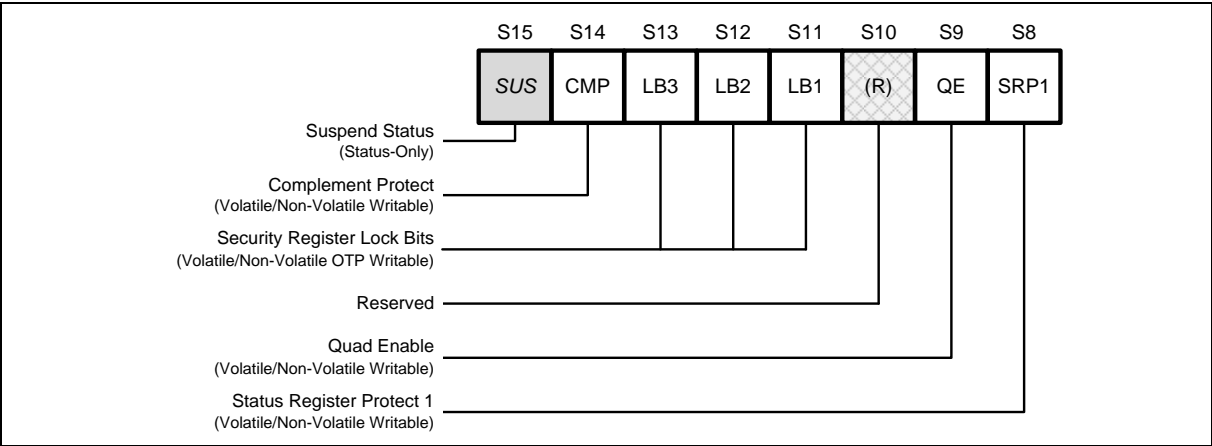 S15 S14 S13 S12 S11 S10 S9 S8
SUS CMP LB3 LB2 LB1 (R) QE SRP1
Suspend Status
(Status-Only)
Complement Protect
(Volatile/Non-Volatile Writable)
Security Register Lock Bits
(Volatile/Non-Volatile OTP Writable)
Reserved
Quad Enable
(Volatile/Non-Volatile Writable)
Status Register Protect 1
(Volatile/Non-Volatile Writable)